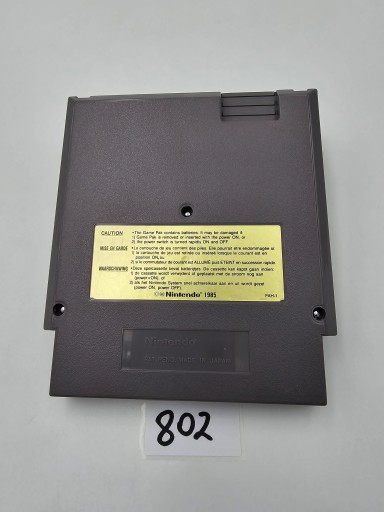 CAUTION •The Game Pak contains batteries. It may be damaged if:
1) Game Pak is removed or inserted with the power ON, or
2) the power switch is turned rapidly ON and OFF.
MISE EN GARDE •La cartouche de jeu contient des piles. Elle pourrait être endommagée si:
1) la cartouche de jeu est retirée ou insérée lorsque le courant est en
position ON, ou
2) si le commutateur de courant est ALLUMÉ puis ETEINT en succession rapide.
WAARSCHUWING •Deze spelcassette bevat batterijen. De cassette kan kapot gaan indien
1) de cassette wordt verwijderd of geplaatst met de stroom nog aan
(power=ON), of
2) als het Nintendo System snel achterelkaar aan en uit wordt gezet
(power ON, power OFF).
©® Nintendo 1985
PAH-1
Nintendo
802